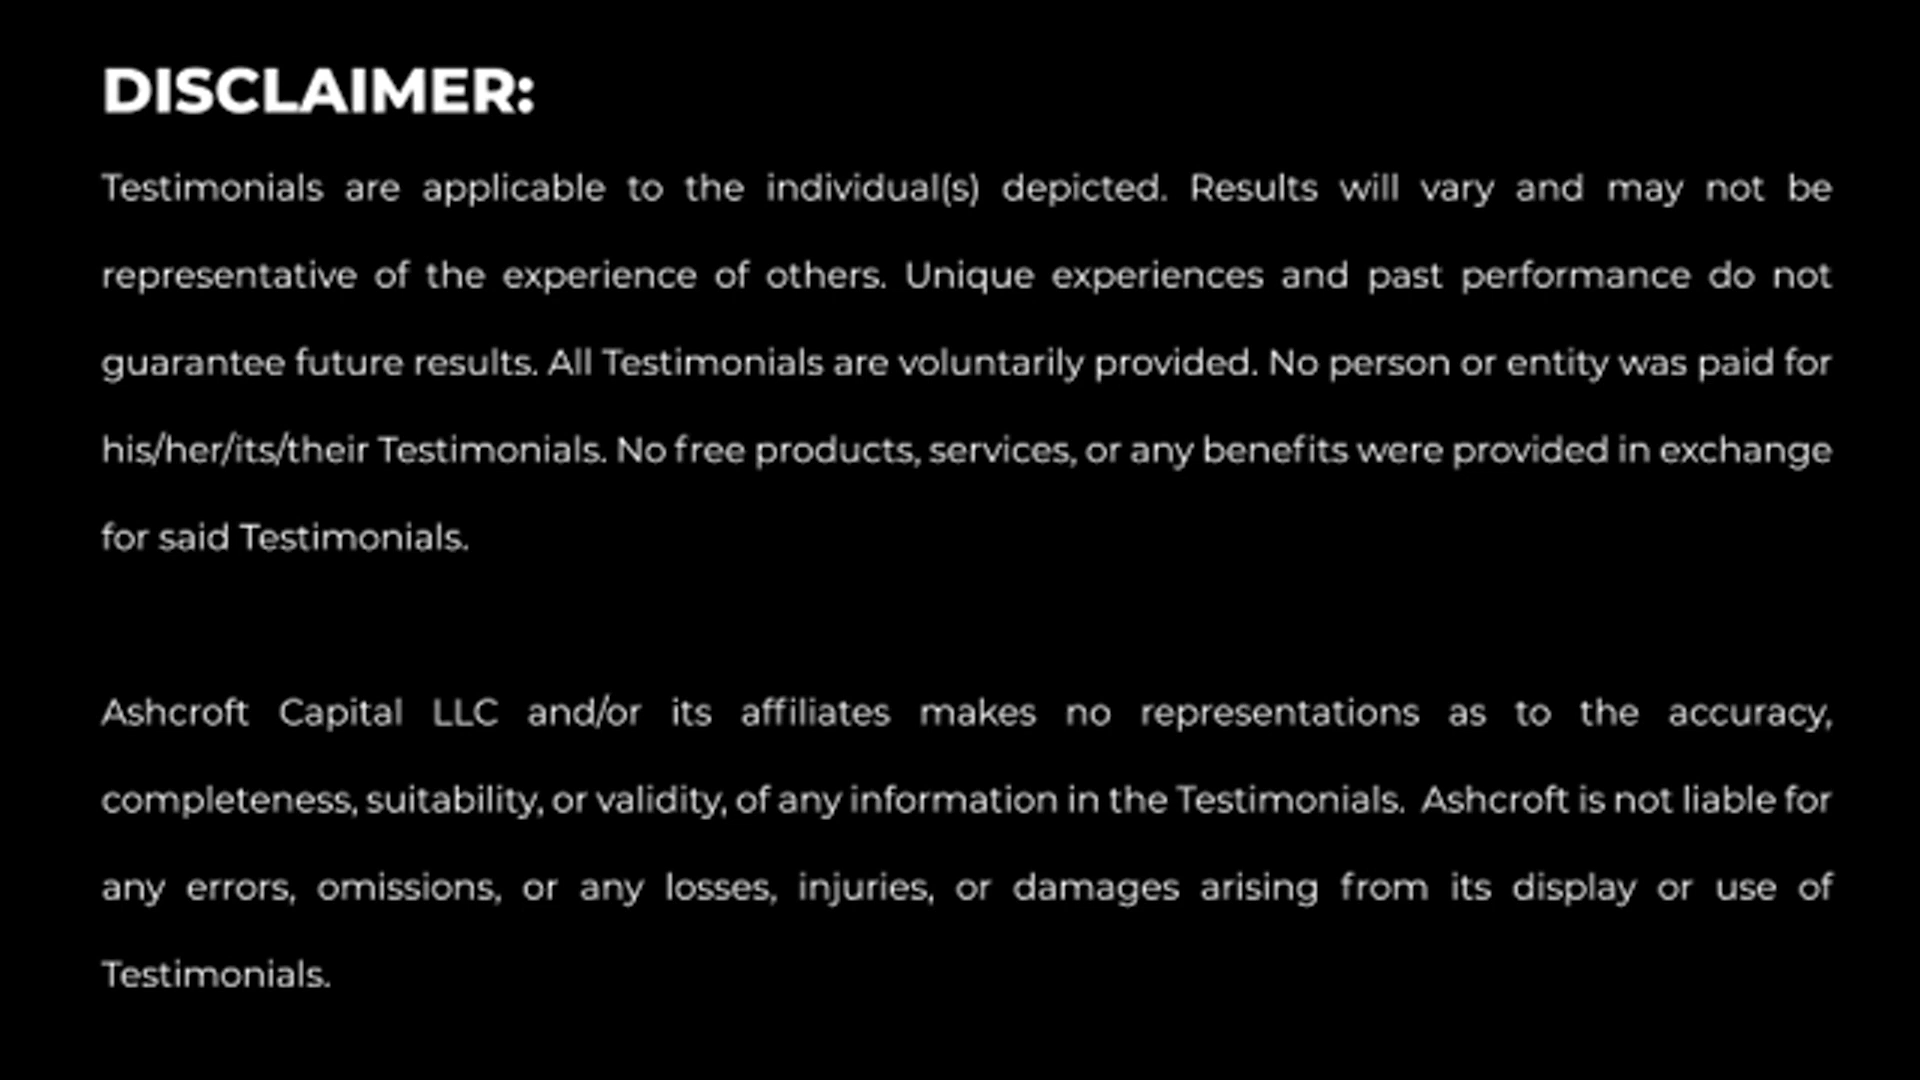 DISCLAIMER:
Testimonials are applicable to the individual(s) depicted. Results will vary and may not be
representative of the experience of others. Unique experiences and past performance do not
guarantee future results. All Testimonials are voluntarily provided. No person or entity was paid for
his/her/its/their Testimonials. No free products, services, or any benefits were provided in exchange
for said Testimonials.
Ashcroft Capital LLC and/or its affiliates makes no representations as to the accuracy,
completeness, suitability, or validity, of any information in the Testimonials.  Ashcroft is not liable for
any errors, omissions, or any losses, injuries, or damages arising from its display or use of
Testimonials.